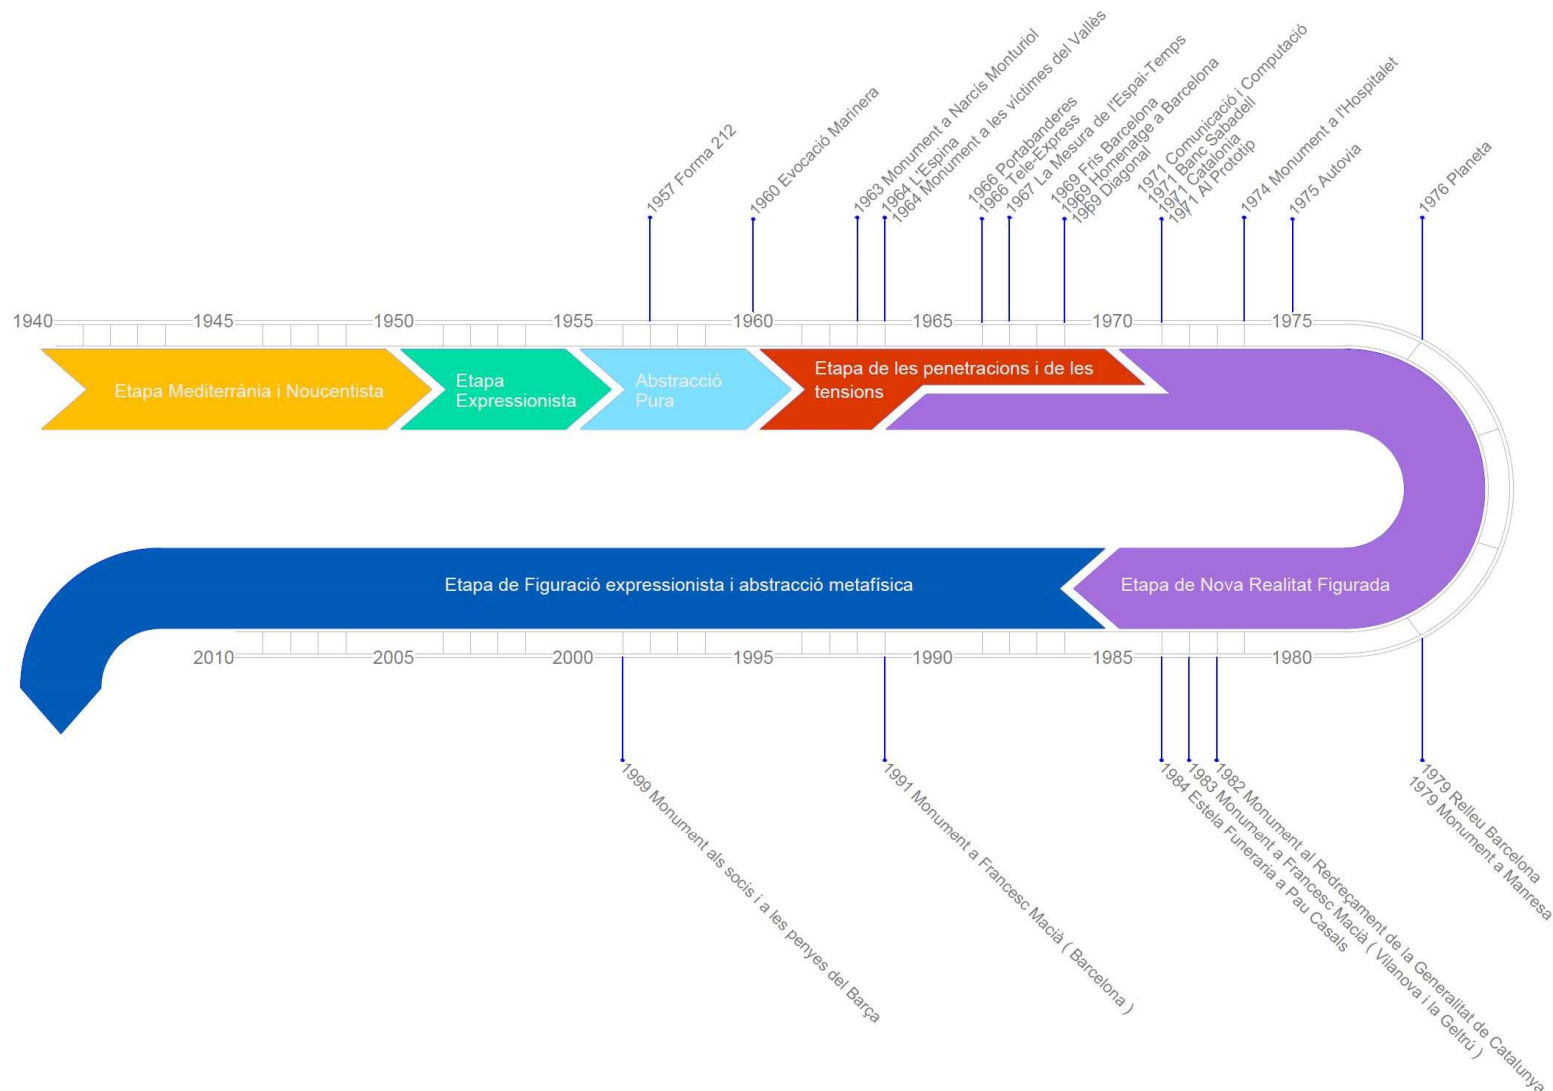 1957 Forma 212
1960 Evocació Marinera
1963 Monument a Narcís Monturiol
1964 L'Espina
1964 Monument a les víctimes del Vallès
1966 Portabanderes
1966 Tele-Express
1967 La Mesura de l'Espai-Temps
1969 Fris Barcelona
1969 Homenatge a Barcelona
1969 Diagonal
1971 Comunicació i Computació
1971 Banc Sabadell
1971 Catalonia
1971 Al Prototip
1974 Monument a l'Hospitalet
1975 Autovia
1976 Planeta
1940
1945
1950
1955
1960
1965
1970
1975
Etapa Mediterrània i Noucentista
Etapa
Expressionista
Abstracció
Pura
Etapa de les penetracions i de les
tensions
Etapa de Figuració expressionista i abstracció metafísica
Etapa de Nova Realitat Figurada
2010
2005
2000
1995
1990
1985
1980
1999 Monument als socis i a les penyes del Barça
1991 Monument a Francesc Macià ( Barcelona )
1984 Estela Funeraria a Pau Casals
1983 Monument a Francesc Macià ( Vilanova i la Geltrú )
1982 Monument al Redreçament de la Generalitat de Catalunya
1979 Relleu Barcelona
1979 Monument a Manresa